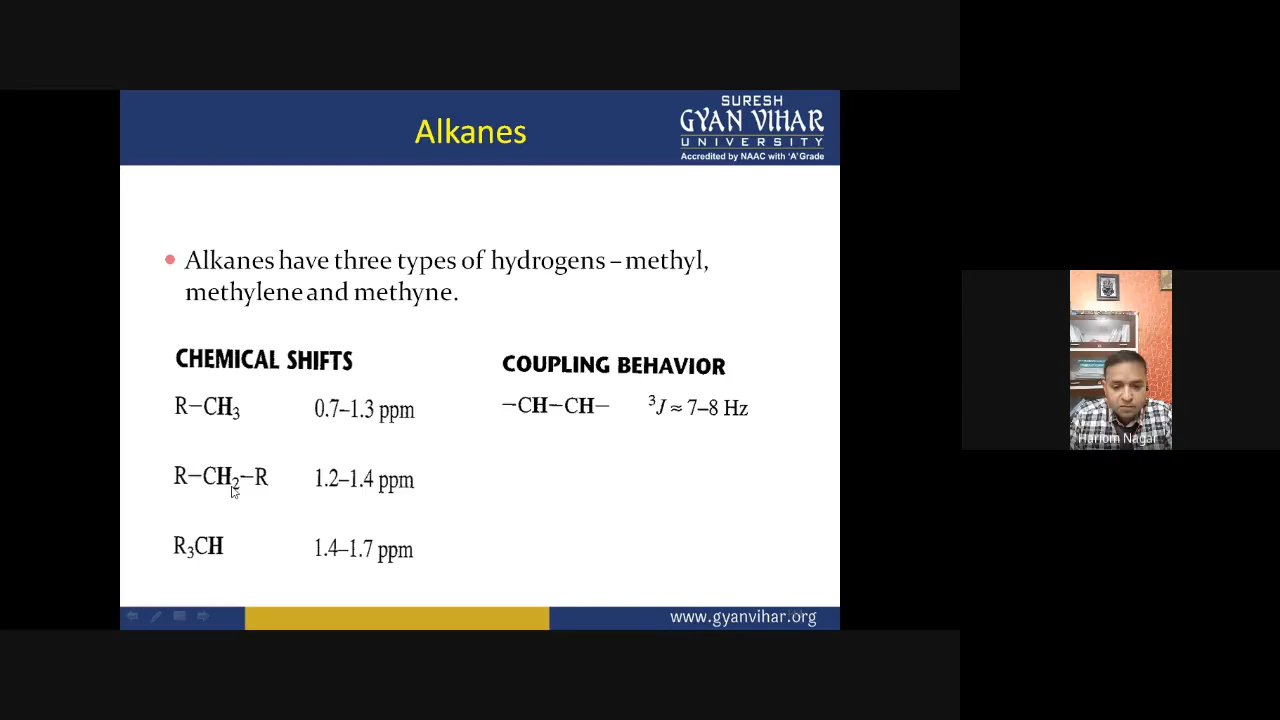 Alkanes
SURESH
GYAN VIHAR
UNIVERSITY
Accredited by NAAC with 'A' Grade
• Alkanes have three types of hydrogens – methyl,
methylene and methyne.
CHEMICAL SHIFTS
R–CH₃ 0.7–1.3 ppm
R–CH₂–R 1.2–1.4 ppm
R₃CH 1.4–1.7 ppm
COUPLING BEHAVIOR
–CH–CH– ³J ≈ 7–8 Hz
www.gyanvihar.org
Hariom Nagar